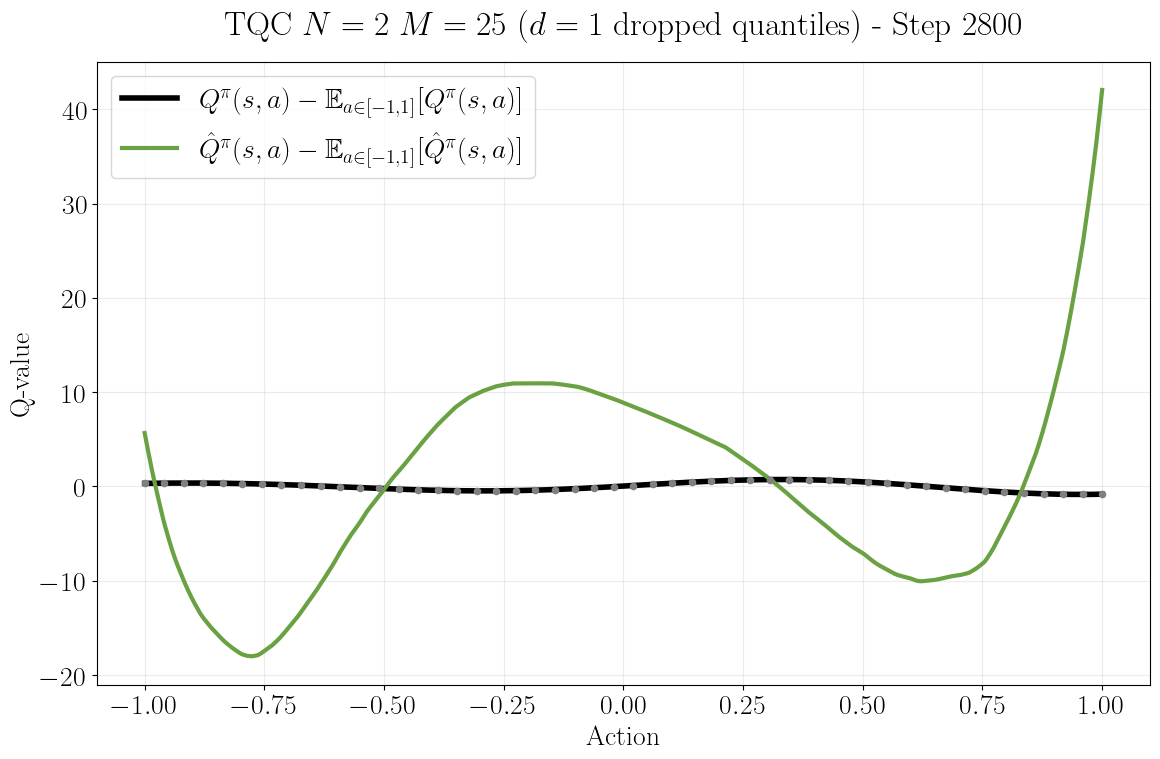 TQC N = 2 M = 25 (d = 1 dropped quantiles) - Step 2800
Q^π(s, a) − 𝔼_{a∈[−1,1]}[Q^π(s, a)]
Q̂^π(s, a) − 𝔼_{a∈[−1,1]}[Q̂^π(s, a)]
40
30
20
10
0
−10
−20
Q-value
−1.00 −0.75 −0.50 −0.25 0.00 0.25 0.50 0.75 1.00
Action